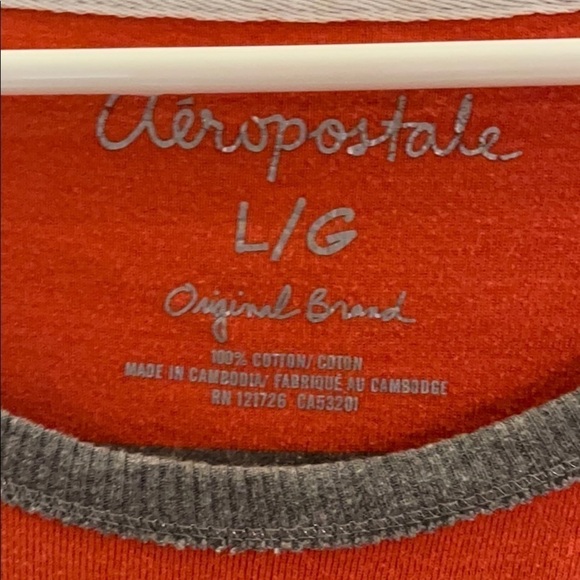 Aéropostale
L/G
Original Brand
100% COTTON/ COTON
MADE IN CAMBODIA/ FABRIQUÉ AU CAMBODGE
RN 121726 CA53201